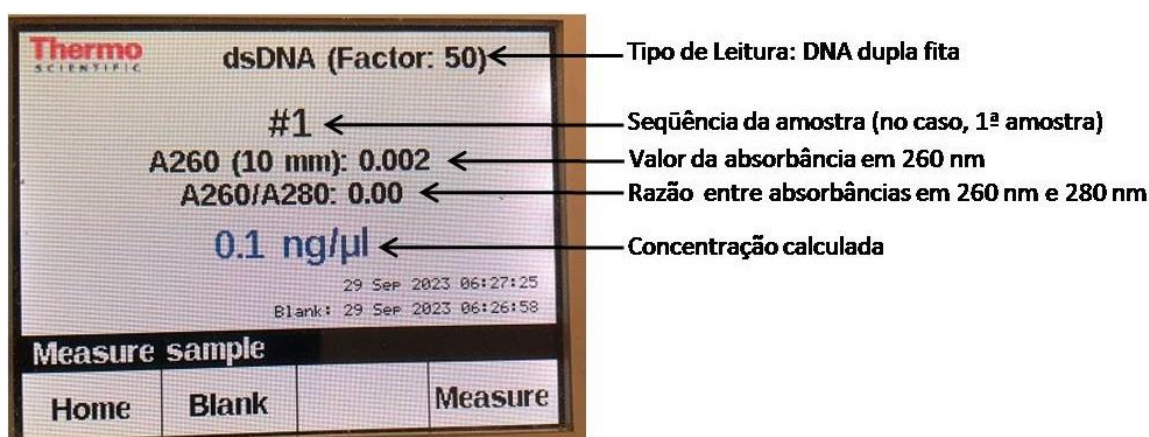 Thermo
SCIENTIFIC
dsDNA (Factor: 50)
Tipo de Leitura: DNA dupla fita
#1
Seqüência da amostra (no caso, 1ª amostra)
A260 (10 mm): 0.002
Valor da absorbância em 260 nm
A260/A280: 0.00
Razão entre absorbâncias em 260 nm e 280 nm
0.1 ng/µl
Concentração calculada
29 Sep 2023 06:27:25
Blank: 29 Sep 2023 06:26:58
Measure sample
Home
Blank
Measure